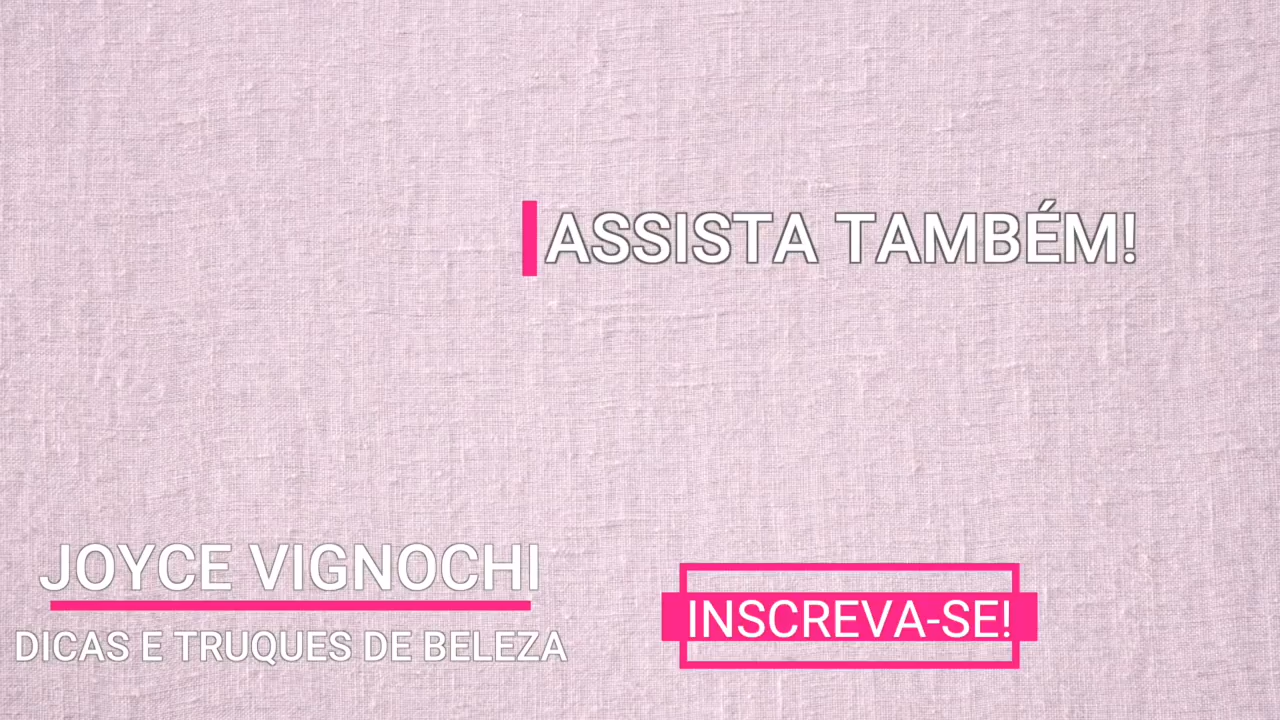 ASSISTA TAMBÉM!
JOYCE VIGNOCHI
DICAS E TRUQUES DE BELEZA
INSCREVA-SE!